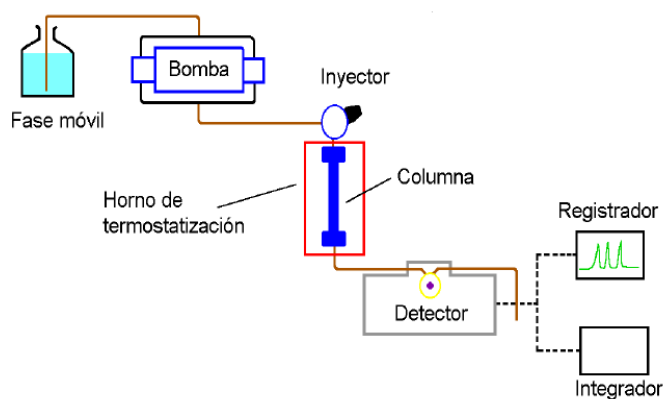 Bomba
Inyector
Fase móvil
Horno de
termostatización
Columna
Registrador
Detector
Integrador